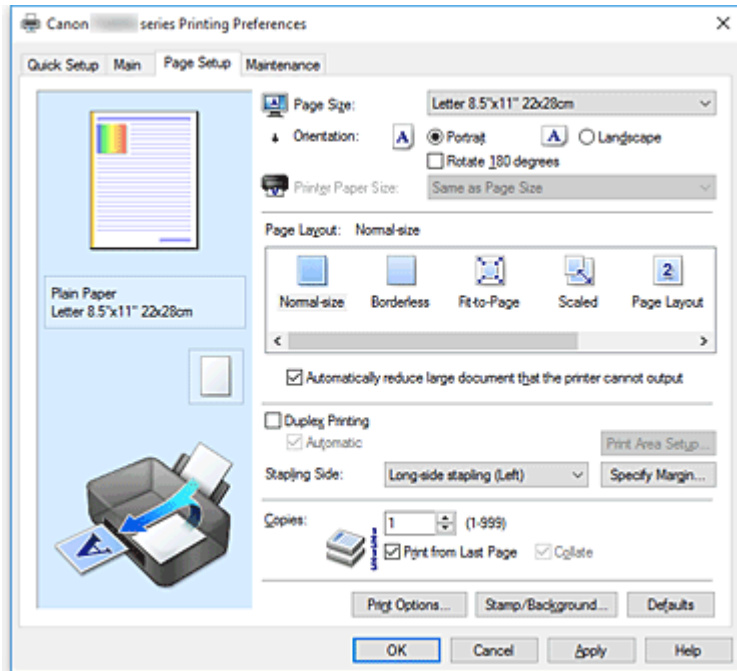 Canon series Printing Preferences
Quick Setup Main Page Setup Maintenance
Page Size: Letter 8.5"x11" 22x28cm
Orientation: A Portrait A Landscape
Rotate 180 degrees
Printer Paper Size: Same as Page Size
Page Layout: Normal-size
2
Normal-size Borderless Fit-to-Page Scaled Page Layout
Plain Paper
Letter 8.5"x11" 22x28cm
Automatically reduce large document that the printer cannot output
Duplex Printing
Automatic Print Area Setup...
Stapling Side: Long-side stapling (Left) Specify Margin...
Copies: 1 (1-999)
Print from Last Page Collate
A
Print Options... Stamp/Background... Defaults
OK Cancel Apply Help